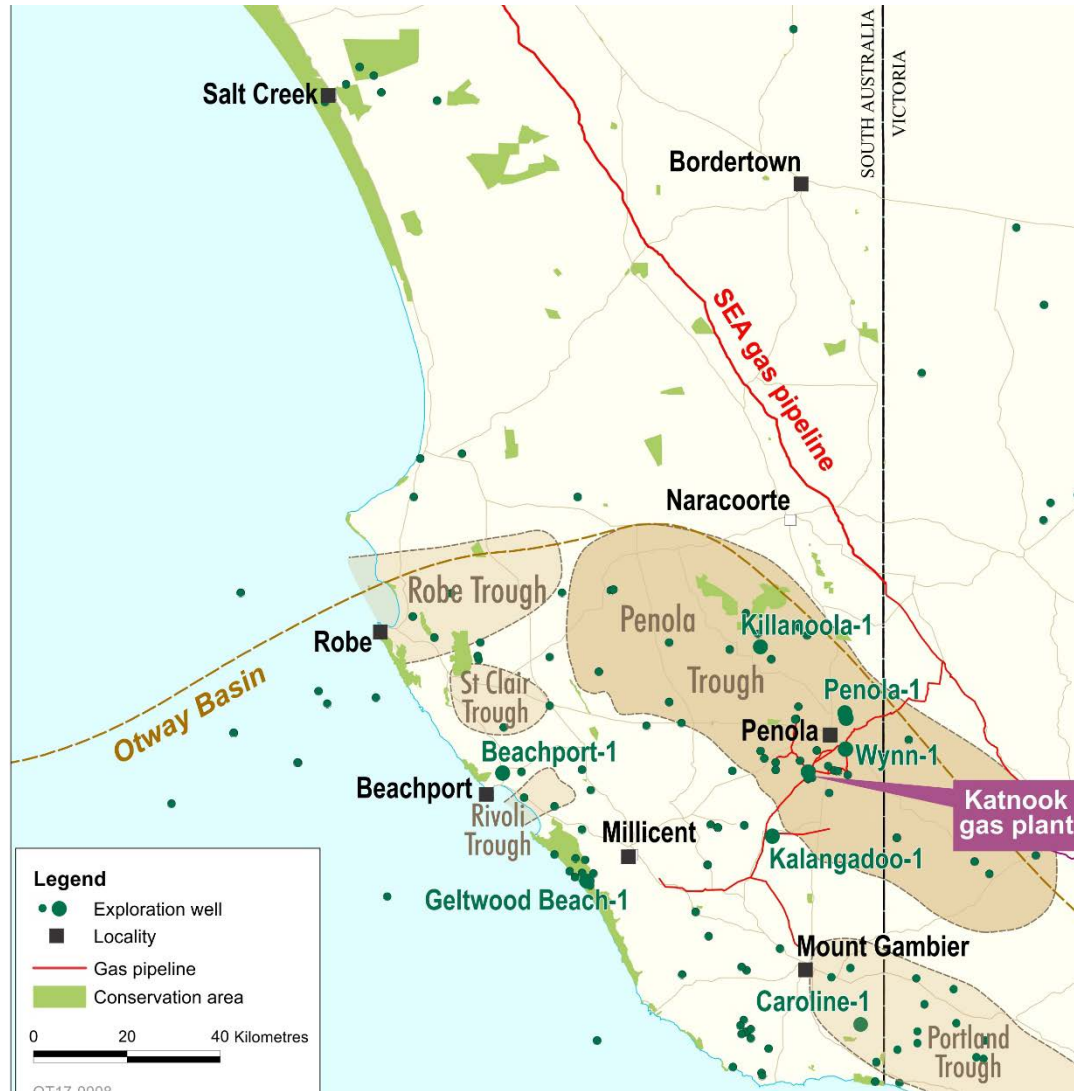 Salt Creek
Bordertown
SOUTH AUSTRALIA
VICTORIA
SEA gas pipeline
Naracoorte
Robe Trough
Penola
Trough
Killanoola-1
Robe
St Clair
Trough
Penola-1
Otway Basin
Penola
Wynn-1
Beachport-1
Beachport
Rivoli
Trough
Katnook
gas plant
Millicent
Kalangadoo-1
Geltwood Beach-1
Mount Gambier
Caroline-1
Portland
Trough
Legend
Exploration well
Locality
Gas pipeline
Conservation area
0 20 40 Kilometres